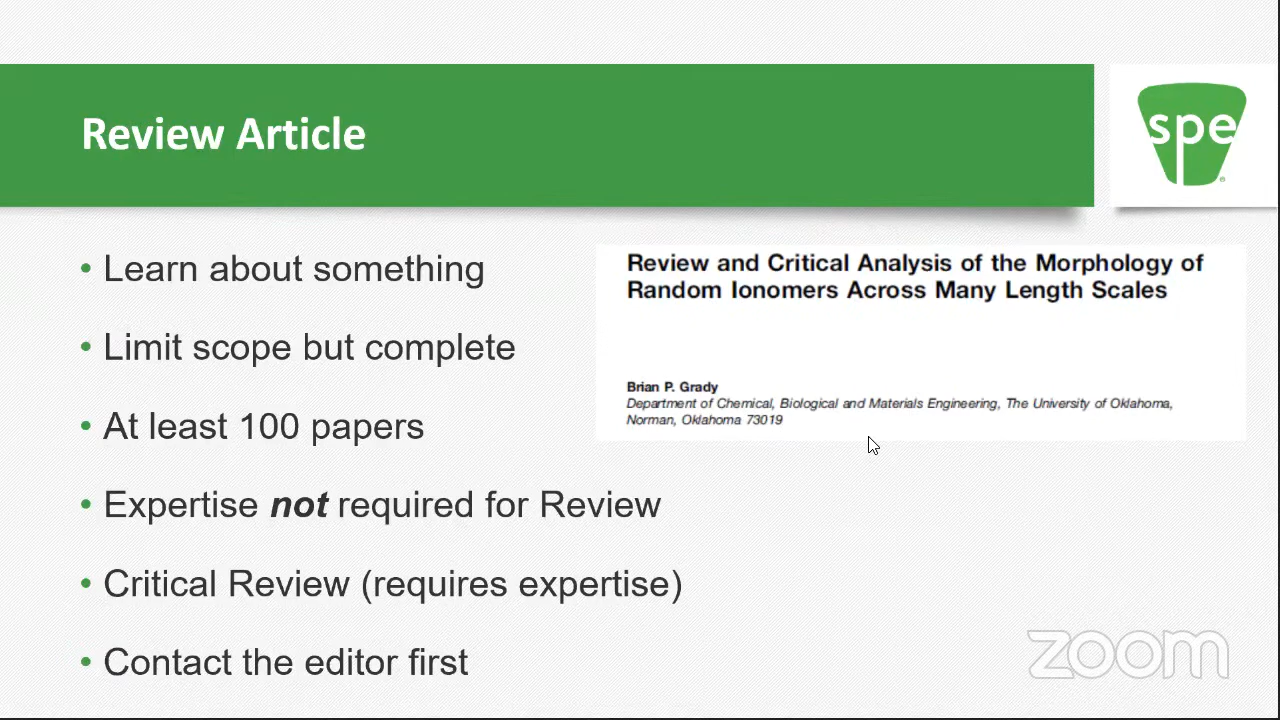 Review Article
spe
®
• Learn about something
• Limit scope but complete
• At least 100 papers
• Expertise not required for Review
• Critical Review (requires expertise)
• Contact the editor first
Review and Critical Analysis of the Morphology of
Random Ionomers Across Many Length Scales
Brian P. Grady
Department of Chemical, Biological and Materials Engineering, The University of Oklahoma,
Norman, Oklahoma 73019
zoom